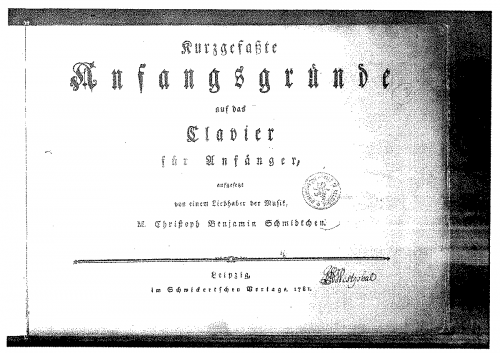 Kurzgefaßte
Anfangsgründe
auf das
Clavier
für Anfänger,
aufgesetzt
von einem Liebhaber der Musik,
M. Christoph Benjamin Schmidtchen.
Leipzig,
im Schwickertschen Verlage, 1781.
Westphal